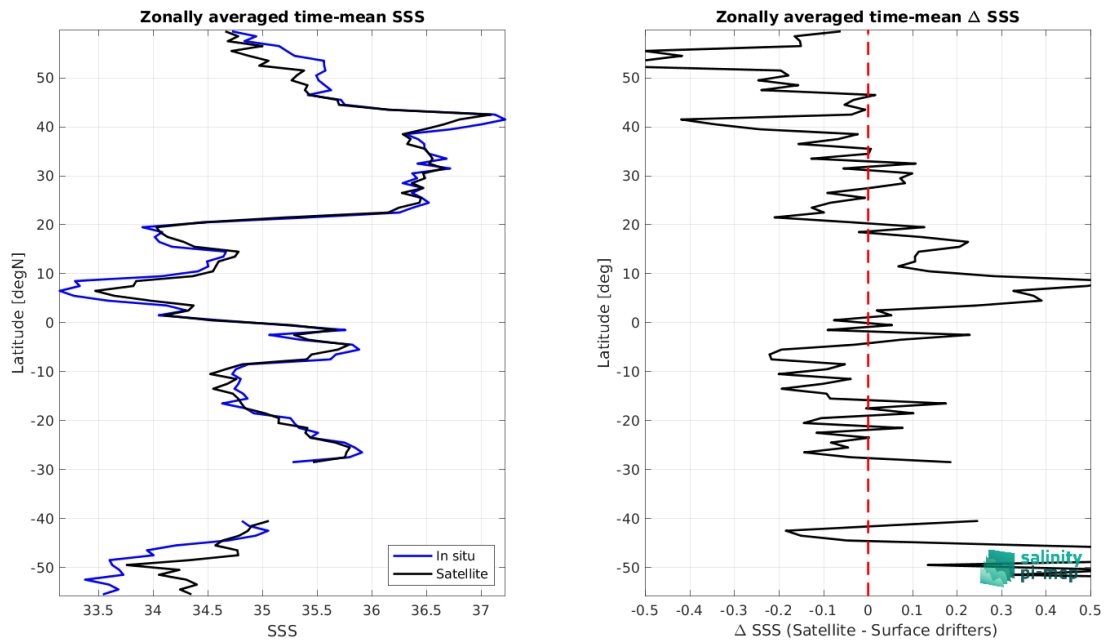 Zonally averaged time-mean SSS
Latitude [degN]
50
40
30
20
10
0
-10
-20
-30
-40
-50
33.5 34 34.5 35 35.5 36 36.5 37
SSS
In situ
Satellite
Zonally averaged time-mean Δ SSS
Latitude [deg]
50
40
30
20
10
0
-10
-20
-30
-40
-50
-0.5 -0.4 -0.3 -0.2 -0.1 0 0.1 0.2 0.3 0.4 0.5
Δ SSS (Satellite - Surface drifters)
salinity
pi-mep